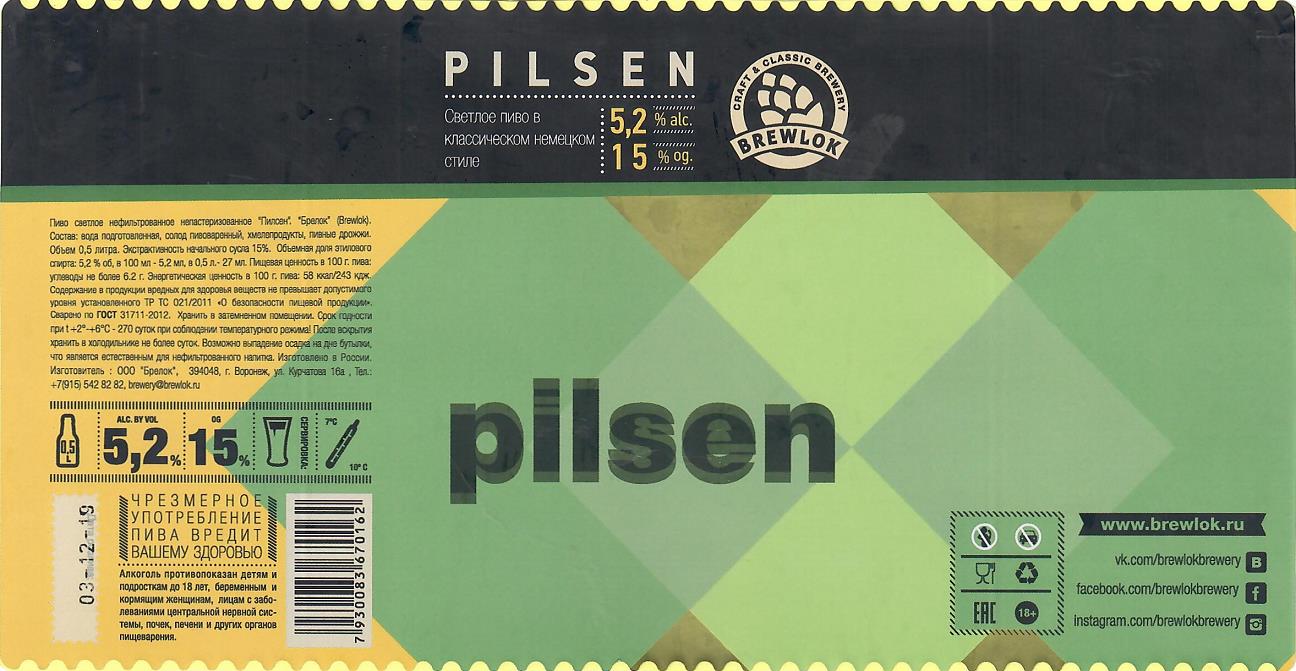 PILSEN
Светлое пиво в
классическом немецком
стиле
5,2 % alc.
15 % og.
CRAFT & CLASSIC BREWERY
BREWLOK
Пиво светлое нефильтрованное непастеризованное "Пилсен". "Брелок" (Brewlok).
Состав: вода подготовленная, солод пивоваренный, хмелепродукты, пивные дрожжи.
Объем 0,5 литра. Экстрактивность начального сусла 15%. Объемная доля этилового
спирта: 5,2 % об, в 100 мл - 5,2 мл, в 0,5 л.- 27 мл. Пищевая ценность в 100 г. пива:
углеводы не более 6.2 г. Энергетическая ценность в 100 г. пива: 58 ккал/243 кдж.
Содержание в продукции вредных для здоровья веществ не превышает допустимого
уровня установленного ТР ТС 021/2011 «О безопасности пищевой продукции».
Сварено по ГОСТ 31711-2012. Хранить в затемненном помещении. Срок годности
при t +2°-+6°C - 270 суток при соблюдении температурного режима! После вскрытия
хранить в холодильнике не более суток. Возможно выпадение осадка на дне бутылки,
что является естественным для нефильтрованного напитка. Изготовлено в России.
Изготовитель : ООО "Брелок", 394048, г. Воронеж, ул. Курчатова 16а , Тел.:
+7(915) 542 82 82, brewery@brewlok.ru
0,5 L
ALC. BY VOL
5,2%
OG
15%
СЕРВИРОВКА:
7°C
10°C
pilsen
03-12-19
ЧРЕЗМЕРНОЕ
УПОТРЕБЛЕНИЕ
ПИВА ВРЕДИТ
ВАШЕМУ ЗДОРОВЬЮ
Алкоголь противопоказан детям и
подросткам до 18 лет, беременным и
кормящим женщинам, лицам с забо-
леваниями центральной нервной сис-
темы, почек, печени и других органов
пищеварения.
7930083670162
EAC
18+
www.brewlok.ru
vk.com/brewlokbrewery
facebook.com/brewlokbrewery
instagram.com/brewlokbrewery